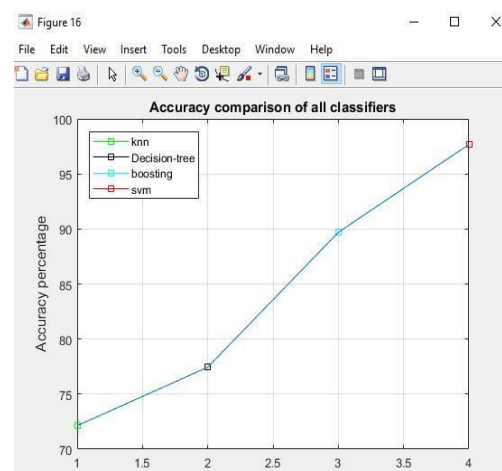 Figure 16
File Edit View Insert Tools Desktop Window Help
Accuracy comparison of all classifiers
100
95
90
85
80
75
70
Accuracy percentage
knn
Decision-tree
boosting
svm
1 1.5 2 2.5 3 3.5 4